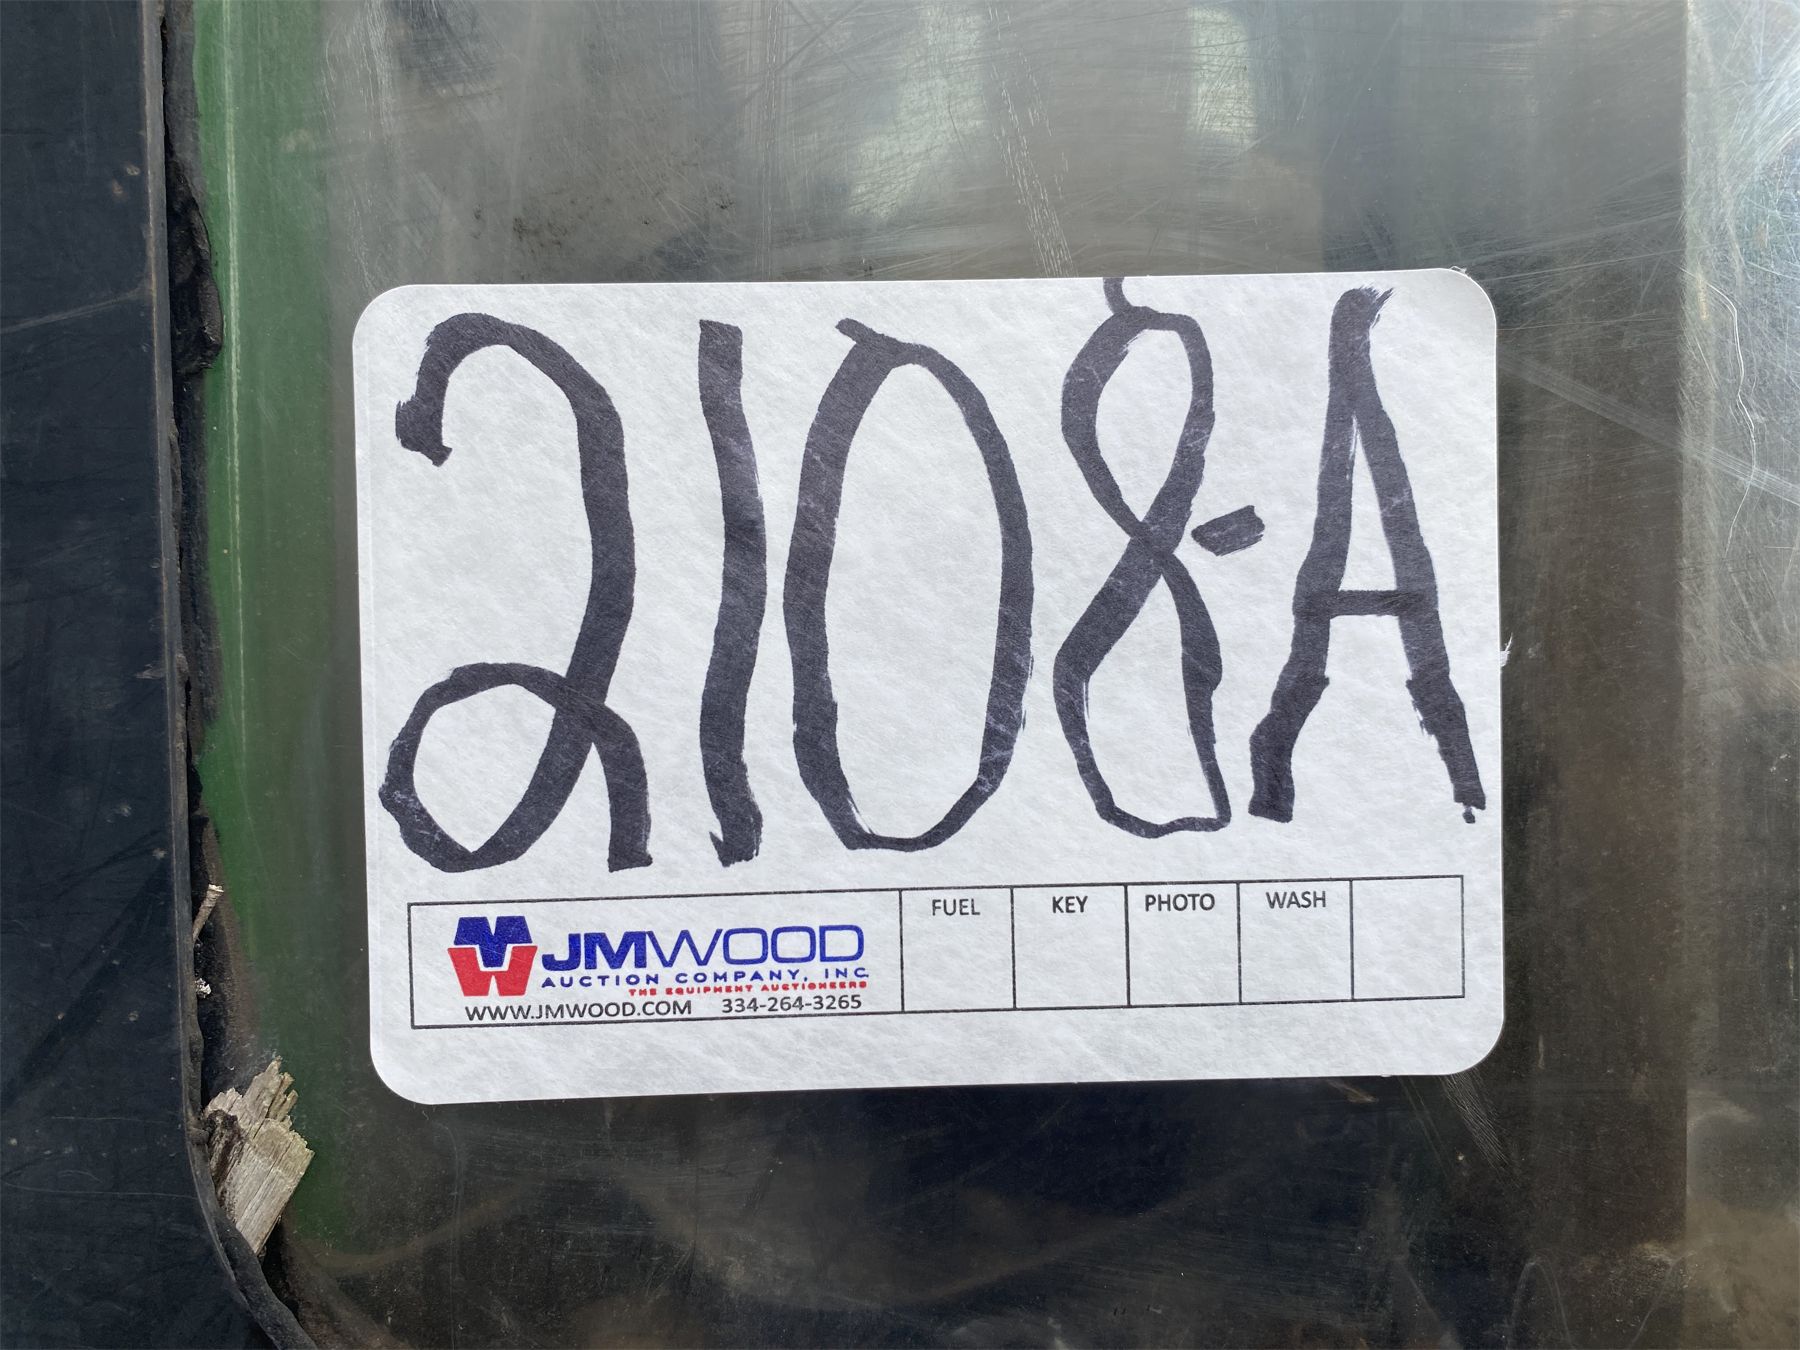 2108-A
FUEL KEY PHOTO WASH
JMWOOD
AUCTION COMPANY, INC
THE EQUIPMENT AUCTIONEERS
WWW.JMWOOD.COM 334-264-3265